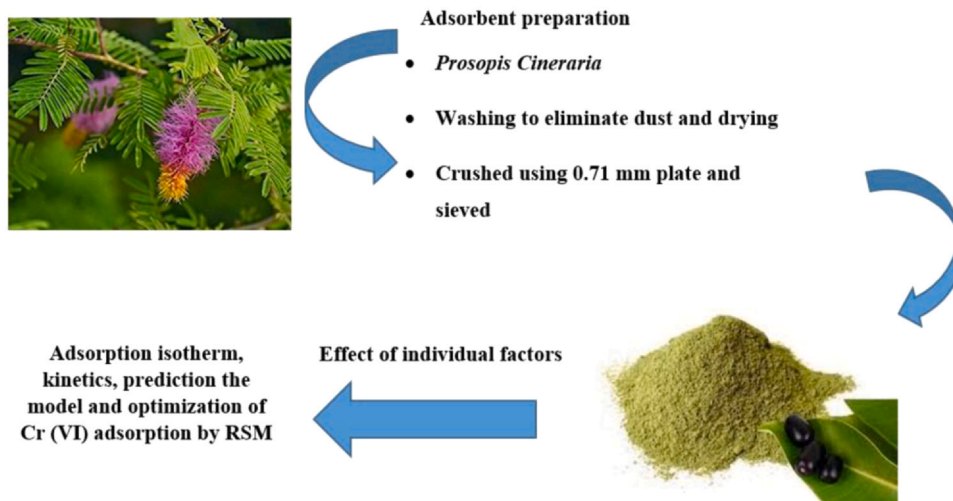 Adsorbent preparation
• Prosopis Cineraria
• Washing to eliminate dust and drying
• Crushed using 0.71 mm plate and
sieved
Effect of individual factors
Adsorption isotherm,
kinetics, prediction the
model and optimization of
Cr (VI) adsorption by RSM